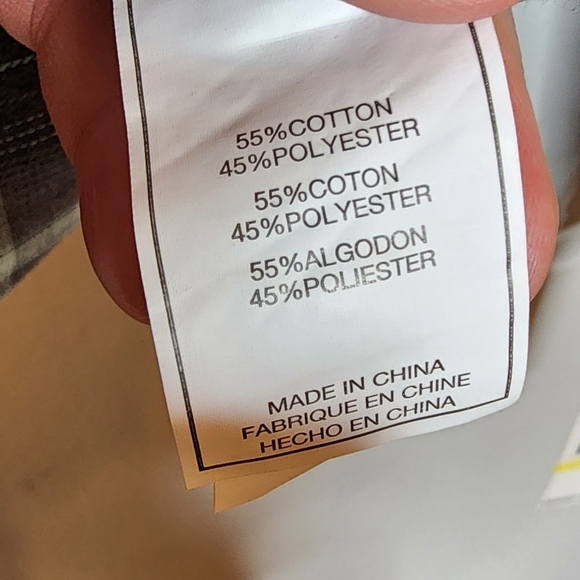 55%COTTON
45%POLYESTER
55%COTON
45%POLYESTER
55%ALGODON
45%POLIESTER
MADE IN CHINA
FABRIQUE EN CHINE
HECHO EN CHINA